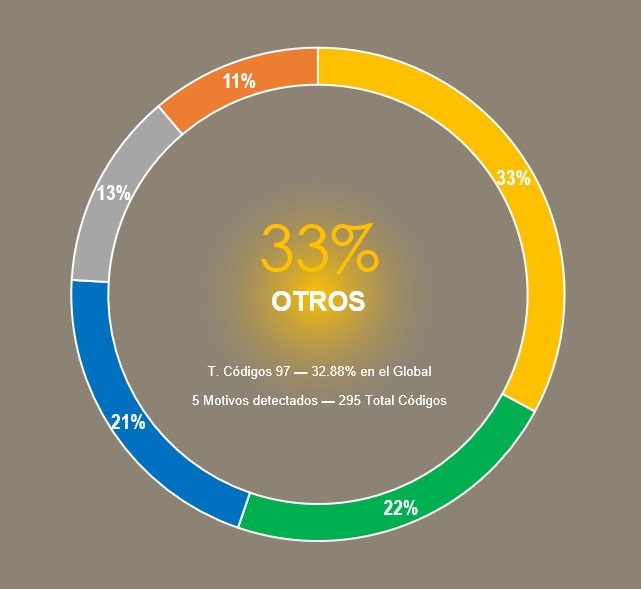 11%
33%
13%
33%
OTROS
T. Códigos 97 — 32.88% en el Global
5 Motivos detectados — 295 Total Códigos
21%
22%